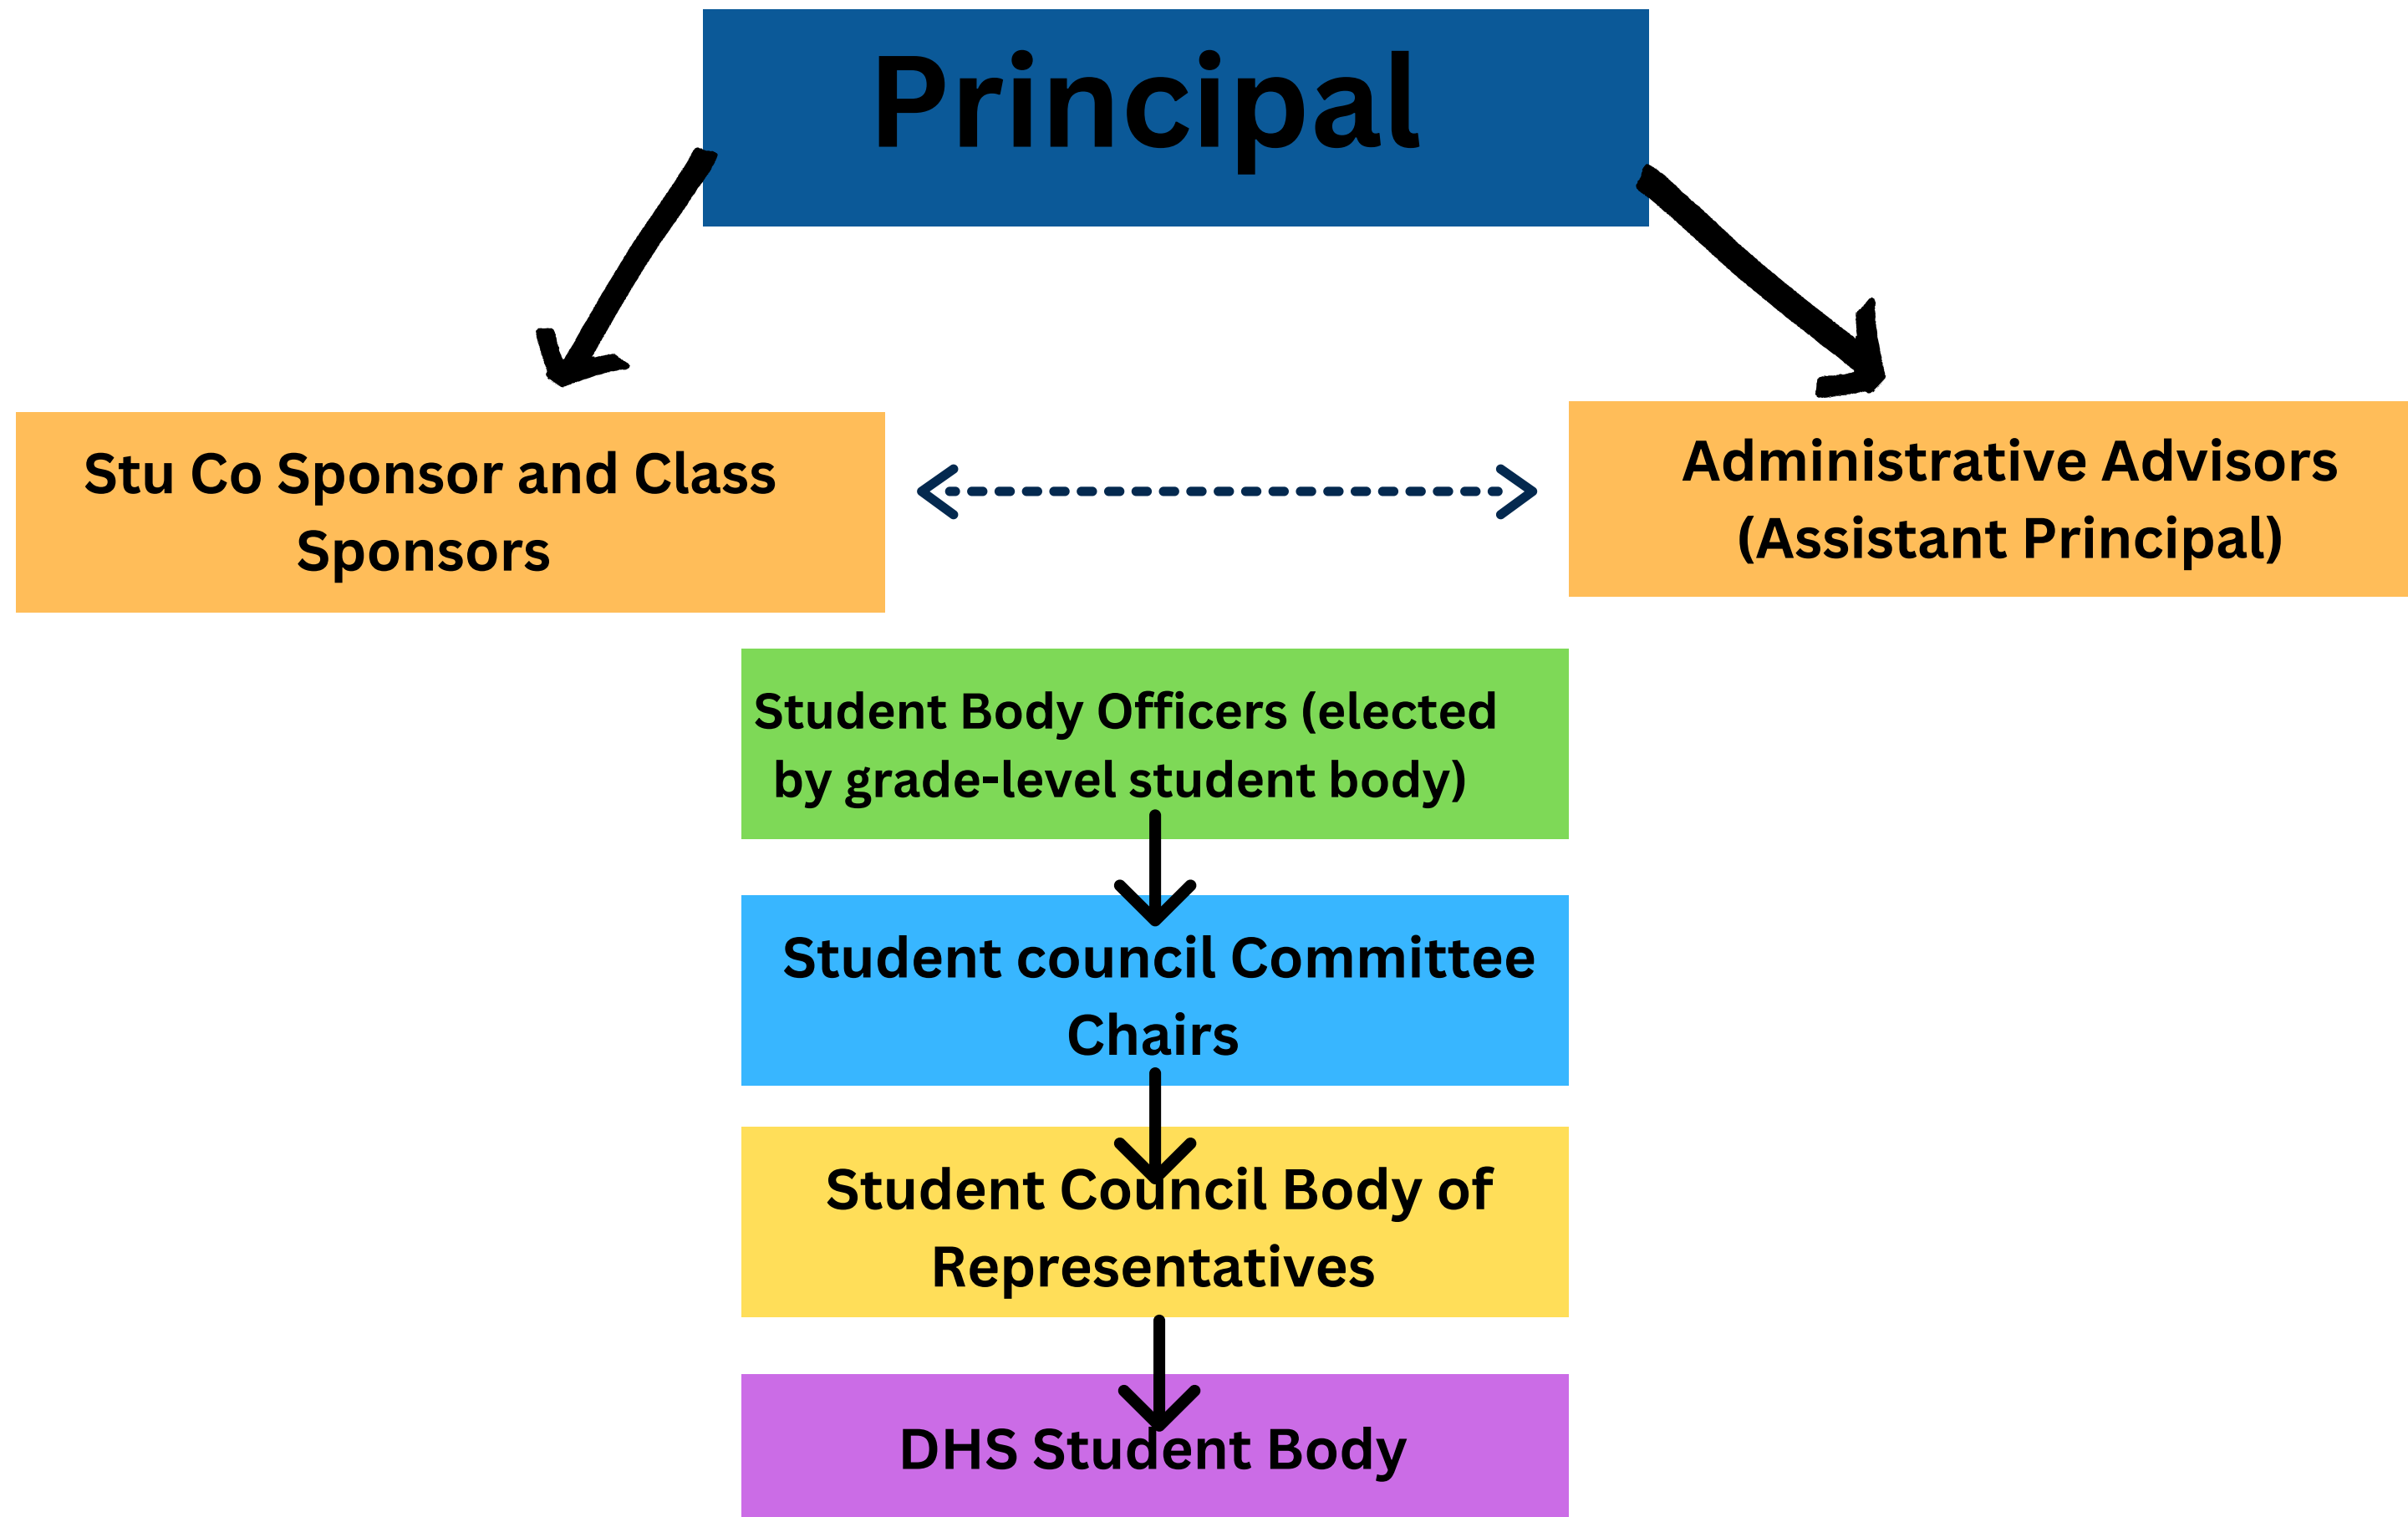 Principal
Stu Co Sponsor and Class
Sponsors
Administrative Advisors
(Assistant Principal)
Student Body Officers (elected
by grade-level student body)
Student council Committee
Chairs
Student Council Body of
Representatives
DHS Student Body